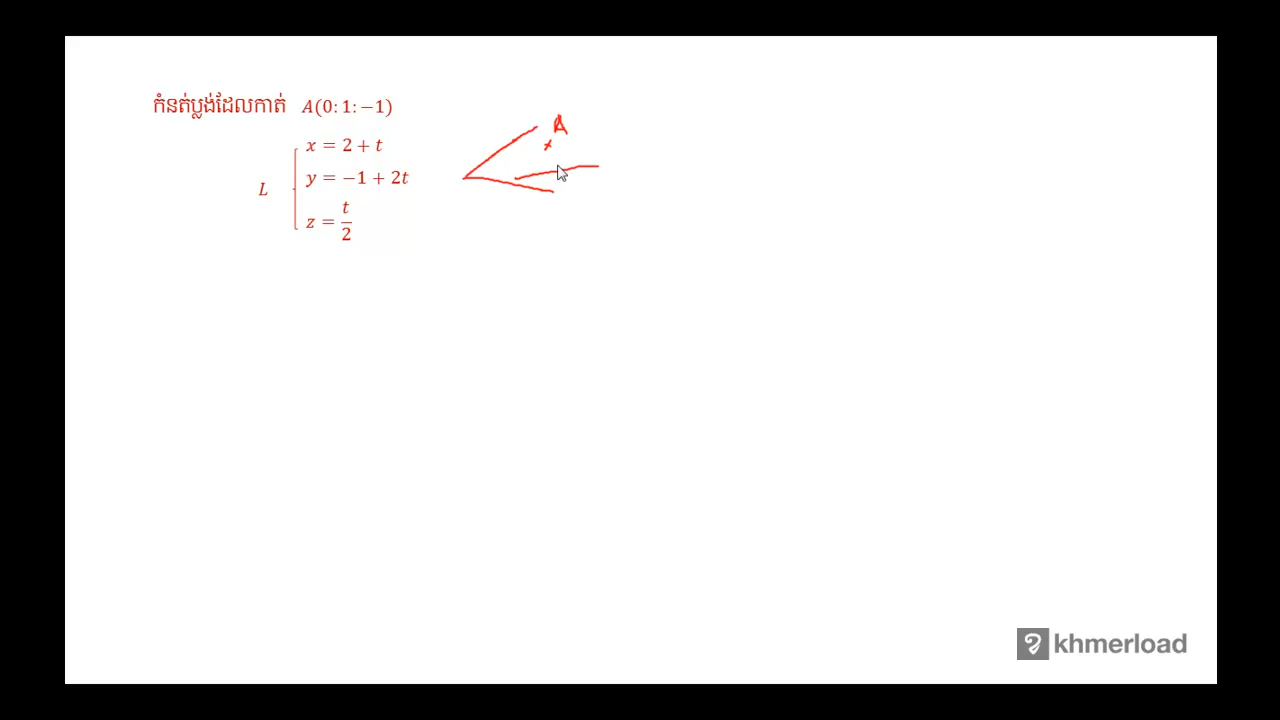 កំនត់ប្លង់ដែលកាត់ A(0: 1: −1)
x = 2 + t
L y = −1 + 2t
z = t/2
A
khmerload